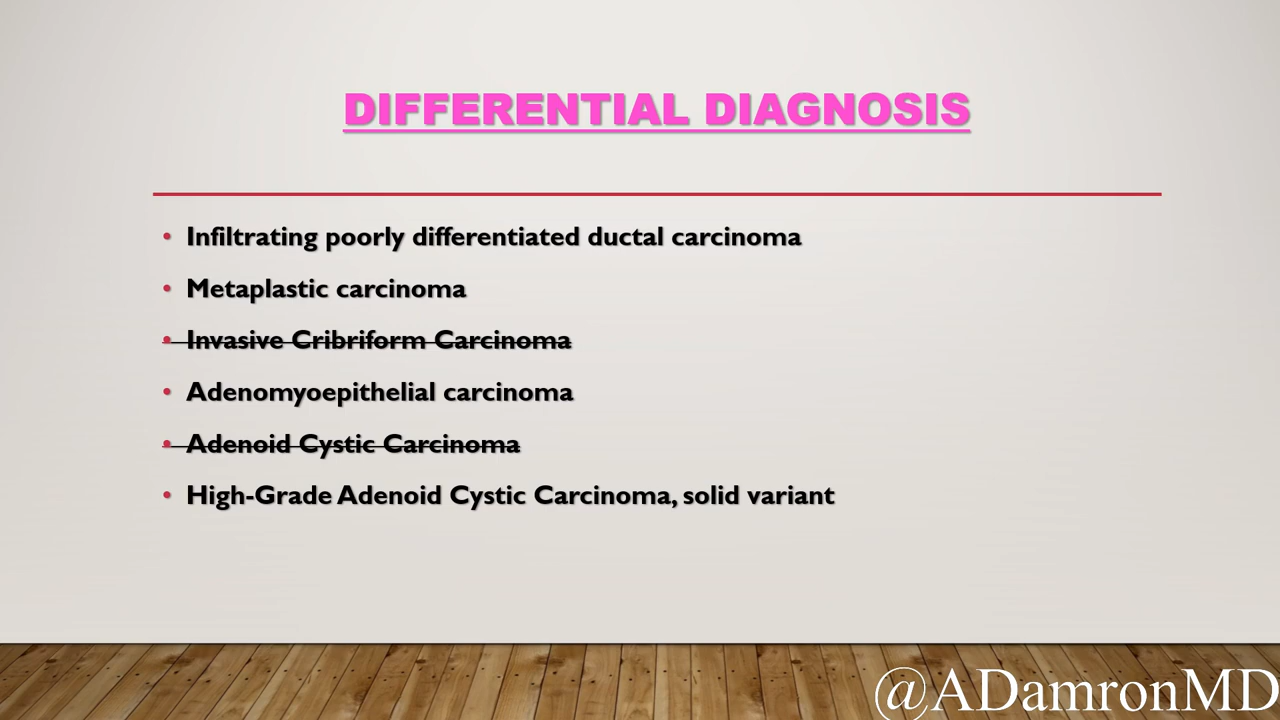 DIFFERENTIAL DIAGNOSIS
• Infiltrating poorly differentiated ductal carcinoma
• Metaplastic carcinoma
• Invasive Cribriform Carcinoma
• Adenomyoepithelial carcinoma
• Adenoid Cystic Carcinoma
• High-Grade Adenoid Cystic Carcinoma, solid variant
@ADamronMD